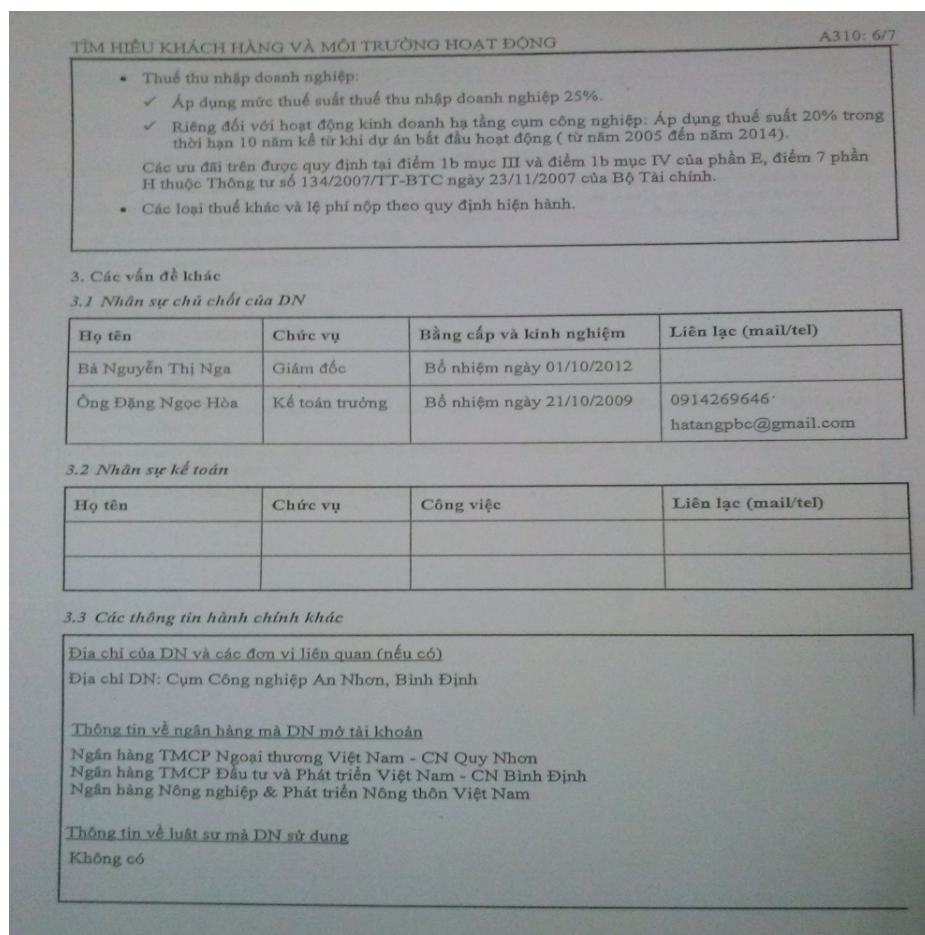 TÌM HIỂU KHÁCH HÀNG VÀ MÔI TRƯỜNG HOẠT ĐỘNG A310: 6/7
• Thuế thu nhập doanh nghiệp:
✓ Áp dụng mức thuế suất thuế thu nhập doanh nghiệp 25%.
✓ Riêng đối với hoạt động kinh doanh hạ tầng cụm công nghiệp: Áp dụng thuế suất 20% trong
thời hạn 10 năm kể từ khi dự án bắt đầu hoạt động ( từ năm 2005 đến năm 2014).
Các ưu đãi trên được quy định tại điểm 1b mục III và điểm 1b mục IV của phần E, điểm 7 phần
H thuộc Thông tư số 134/2007/TT-BTC ngày 23/11/2007 của Bộ Tài chính.
• Các loại thuế khác và lệ phí nộp theo quy định hiện hành.
3. Các vấn đề khác
3.1 Nhân sự chủ chốt của DN
Họ tên Chức vụ Bằng cấp và kinh nghiệm Liên lạc (mail/tel)
Bà Nguyễn Thị Nga Giám đốc Bổ nhiệm ngày 01/10/2012
Ông Đặng Ngọc Hòa Kế toán trưởng Bổ nhiệm ngày 21/10/2009 0914269646
hatangpbc@gmail.com
3.2 Nhân sự kế toán
Họ tên Chức vụ Công việc Liên lạc (mail/tel)
3.3 Các thông tin hành chính khác
Địa chỉ của DN và các đơn vị liên quan (nếu có)
Địa chỉ DN: Cụm Công nghiệp An Nhơn, Bình Định
Thông tin về ngân hàng mà DN mở tài khoản
Ngân hàng TMCP Ngoại thương Việt Nam - CN Quy Nhơn
Ngân hàng TMCP Đầu tư và Phát triển Việt Nam - CN Bình Định
Ngân hàng Nông nghiệp & Phát triển Nông thôn Việt Nam
Thông tin về luật sư mà DN sử dụng
Không có